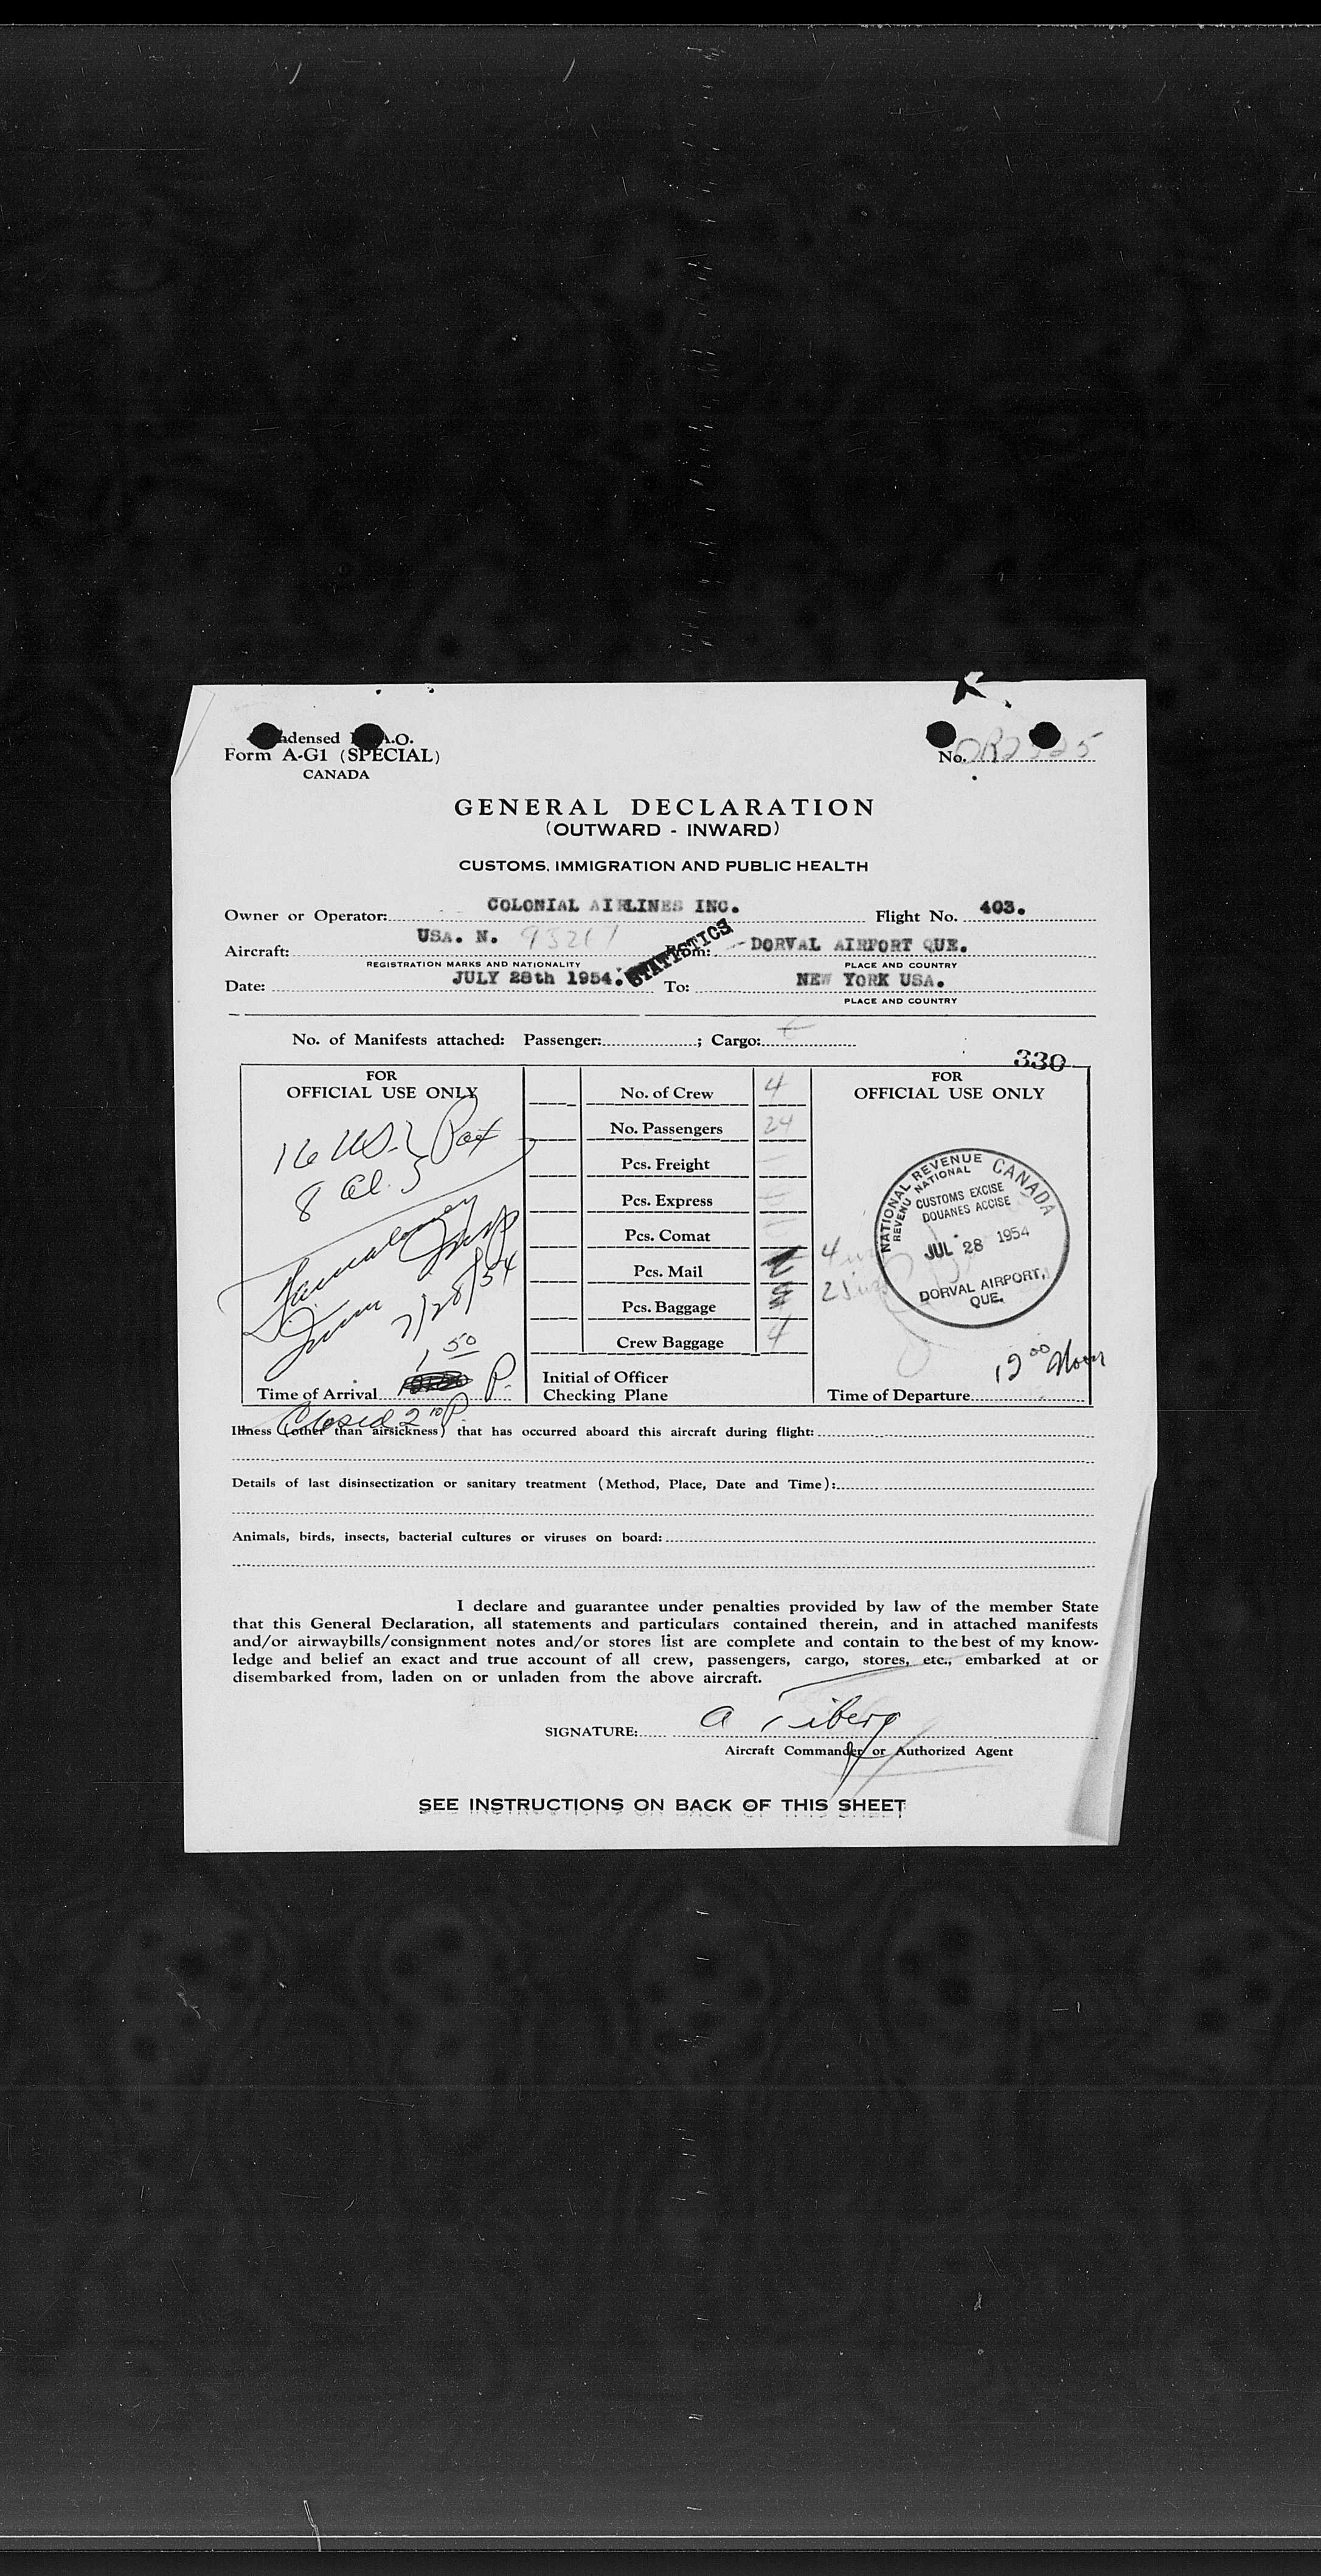 Form A-G1 (SPECIAL)
CANADA
No.
GENERAL DECLARATION
(OUTWARD - INWARD)
CUSTOMS, IMMIGRATION AND PUBLIC HEALTH
Owner or Operator: COLONIAL AIRLINES INC. Flight No. 403.
Aircraft: USA. N. DORVAL AIRPORT QUE.
REGISTRATION MARKS AND NATIONALITY PLACE AND COUNTRY
STATISTICS
Date: JULY 28th 1954. To: NEW YORK USA.
PLACE AND COUNTRY
No. of Manifests attached: Passenger: ; Cargo:
330
FOR
OFFICIAL USE ONLY
16 US. Pax
8 al.
Imm
Insp
7/28/54
1 50 P.
Time of Arrival
Closed 2 10 P
No. of Crew 4
No. Passengers 24
Pcs. Freight
Pcs. Express
Pcs. Comat
Pcs. Mail
Pcs. Baggage
Crew Baggage 4
Initial of Officer
Checking Plane
FOR
OFFICIAL USE ONLY
NATIONAL REVENUE CANADA
REVENU NATIONAL
CUSTOMS EXCISE
DOUANES ACCISE
JUL 28 1954
DORVAL AIRPORT,
QUE.
12 00 Noon
Time of Departure
Illness (other than airsickness) that has occurred aboard this aircraft during flight:
Details of last disinsectization or sanitary treatment (Method, Place, Date and Time):
Animals, birds, insects, bacterial cultures or viruses on board:
I declare and guarantee under penalties provided by law of the member State
that this General Declaration, all statements and particulars contained therein, and in attached manifests
and/or airwaybills/consignment notes and/or stores list are complete and contain to the best of my know-
ledge and belief an exact and true account of all crew, passengers, cargo, stores, etc., embarked at or
disembarked from, laden on or unladen from the above aircraft.
SIGNATURE:
Aircraft Commander or Authorized Agent
SEE INSTRUCTIONS ON BACK OF THIS SHEET